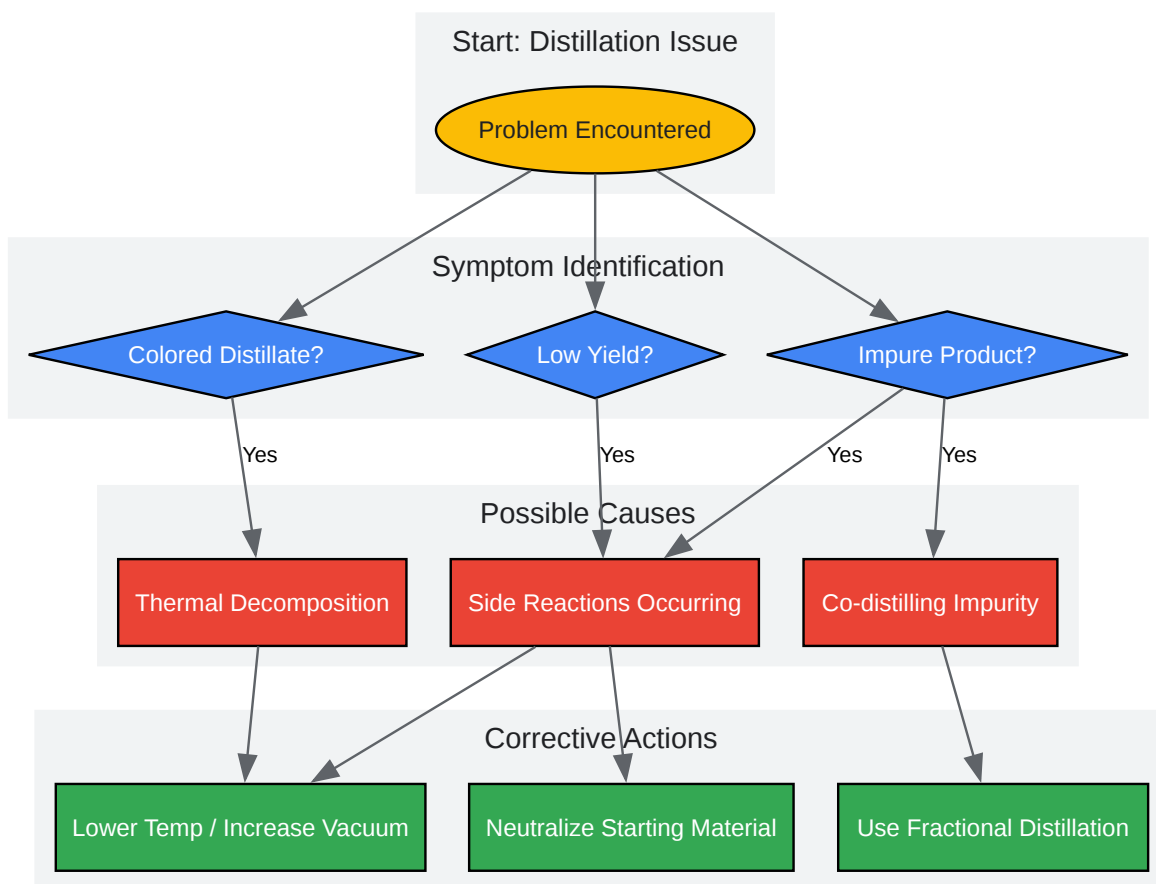 Start: Distillation Issue
Problem Encountered
Symptom Identification
Colored Distillate?
Low Yield?
Impure Product?
Yes
Yes
Yes
Yes
Possible Causes
Thermal Decomposition
Side Reactions Occurring
Co-distilling Impurity
Corrective Actions
Lower Temp / Increase Vacuum
Neutralize Starting Material
Use Fractional Distillation